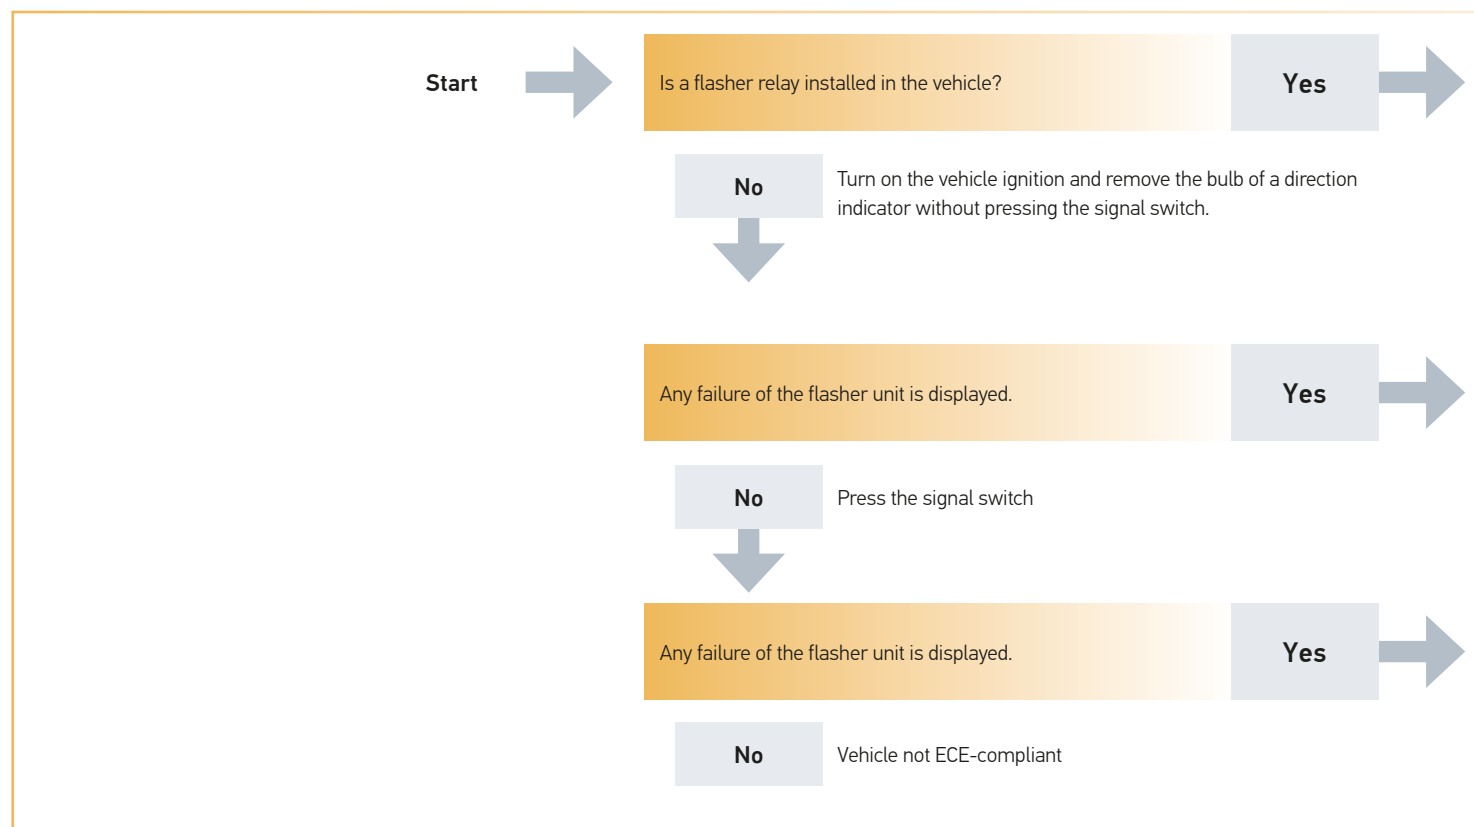 Start
Is a flasher relay installed in the vehicle?
Yes
No
Turn on the vehicle ignition and remove the bulb of a direction
indicator without pressing the signal switch.
Any failure of the flasher unit is displayed.
Yes
No
Press the signal switch
Any failure of the flasher unit is displayed.
Yes
No
Vehicle not ECE-compliant